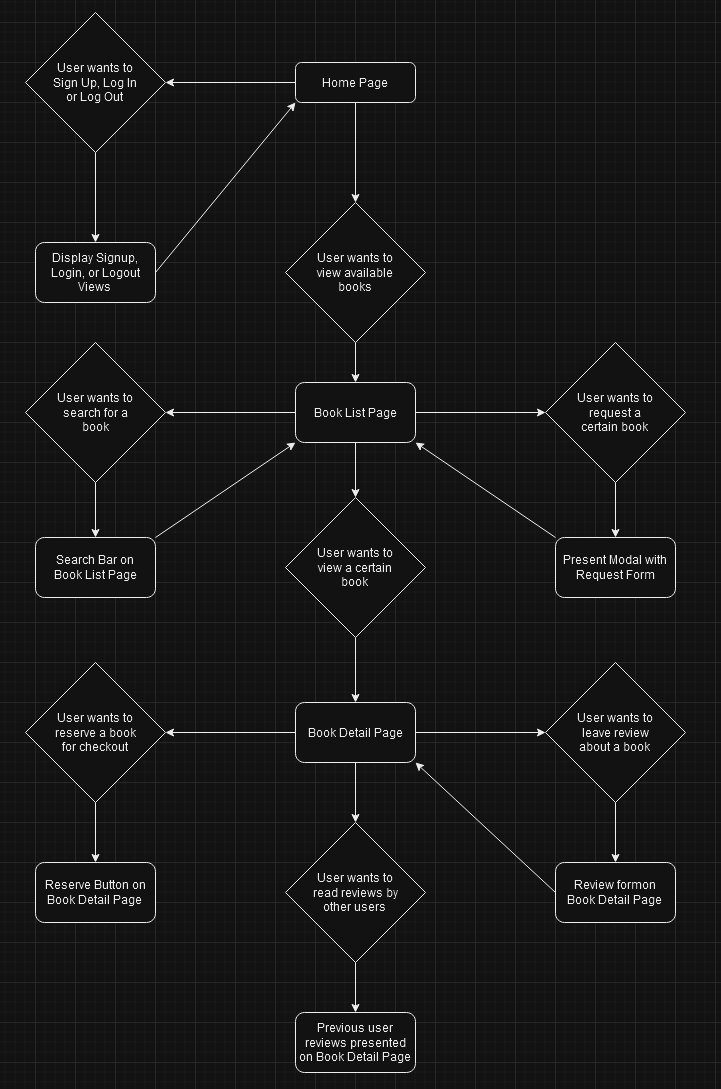 User wants to
Sign Up, Log In
or Log Out
Home Page
Display Signup,
Login, or Logout
Views
User wants to
view available
books
User wants to
search for a
book
Book List Page
User wants to
request a
certain book
Search Bar on
Book List Page
User wants to
view a certain
book
Present Modal with
Request Form
User wants to
reserve a book
for checkout
Book Detail Page
User wants to
leave review
about a book
Reserve Button on
Book Detail Page
User wants to
read reviews by
other users
Review formon
Book Detail Page
Previous user
reviews presented
on Book Detail Page